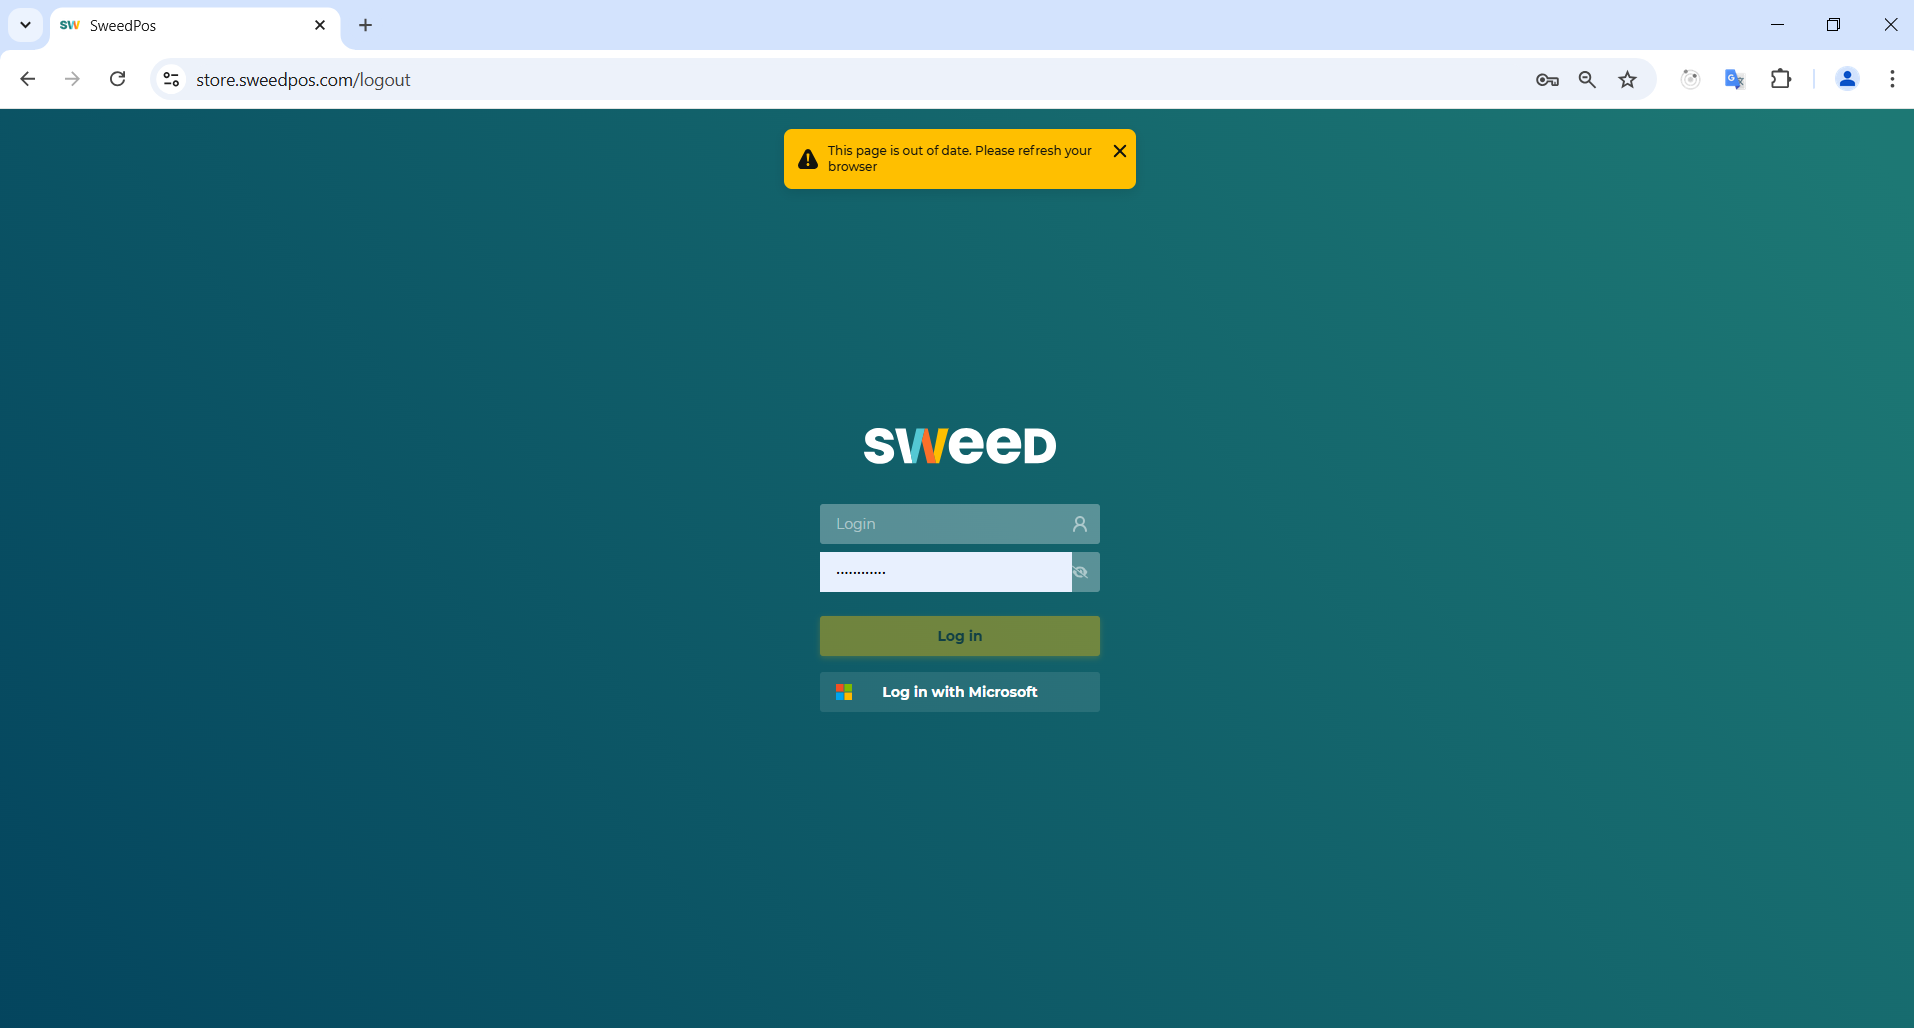 SW SweedPos
store.sweedpos.com/logout
This page is out of date. Please refresh your
browser
sweed
Login
............
Log in
Log in with Microsoft